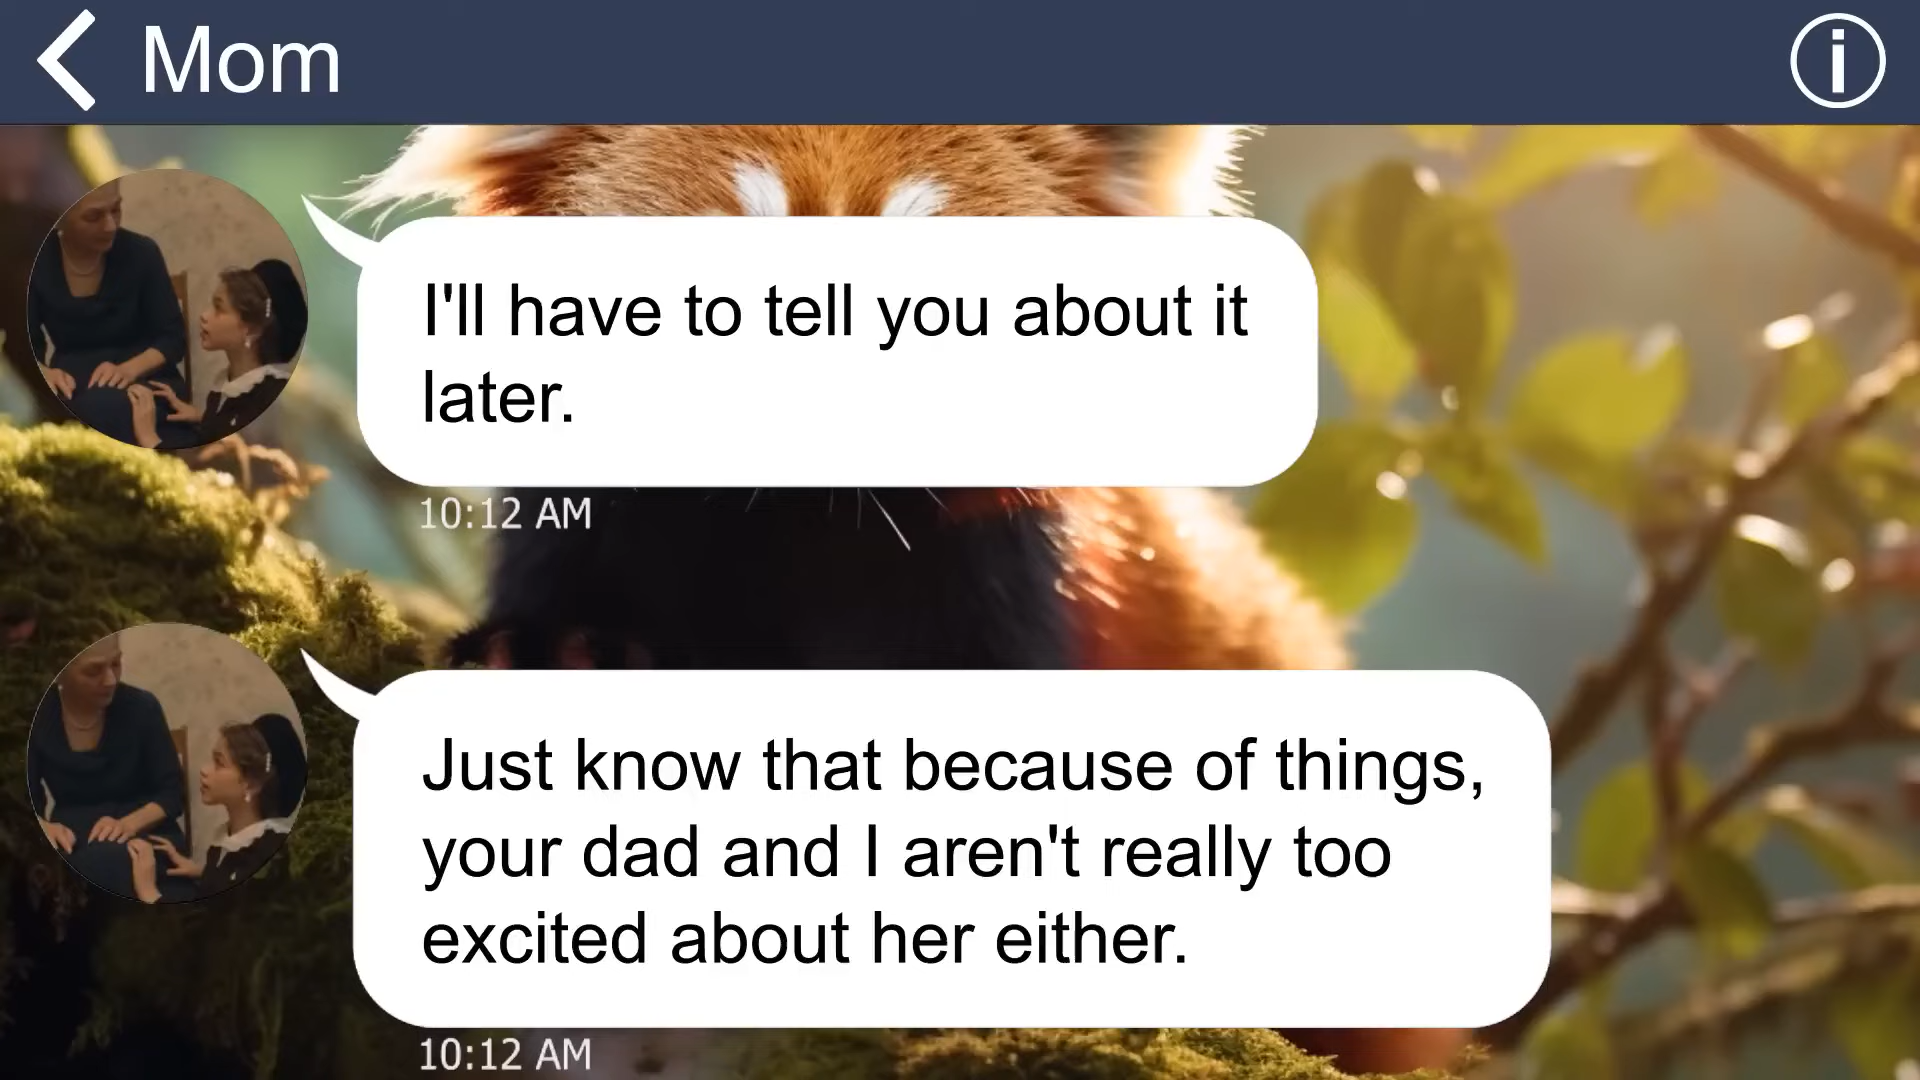 Mom
I'll have to tell you about it
later.
10:12 AM
Just know that because of things,
your dad and I aren't really too
excited about her either.
10:12 AM